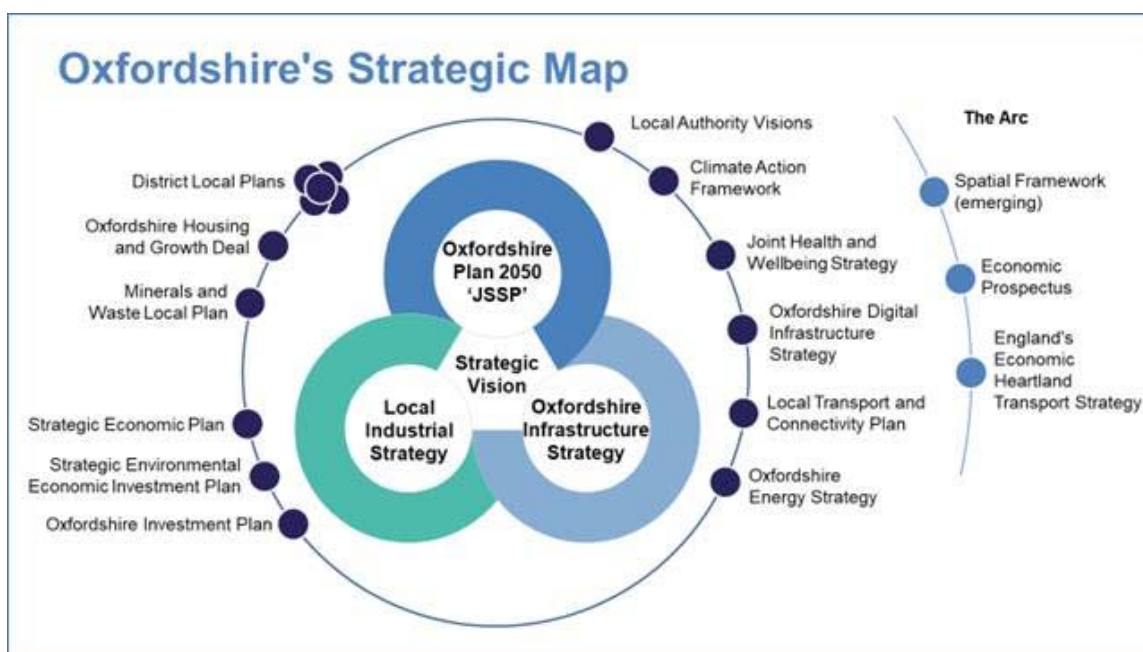 Oxfordshire's Strategic Map
District Local Plans
Oxfordshire Housing
and Growth Deal
Minerals and
Waste Local Plan
Strategic Economic Plan
Strategic Environmental
Economic Investment Plan
Oxfordshire Investment Plan
Oxfordshire
Plan 2050
‘JSSP’
Strategic
Vision
Local
Industrial
Strategy
Oxfordshire
Infrastructure
Strategy
Local Authority Visions
Climate Action
Framework
Joint Health and
Wellbeing Strategy
Oxfordshire Digital
Infrastructure
Strategy
Local Transport and
Connectivity Plan
Oxfordshire
Energy Strategy
The Arc
Spatial Framework
(emerging)
Economic
Prospectus
England's
Economic
Heartland
Transport Strategy